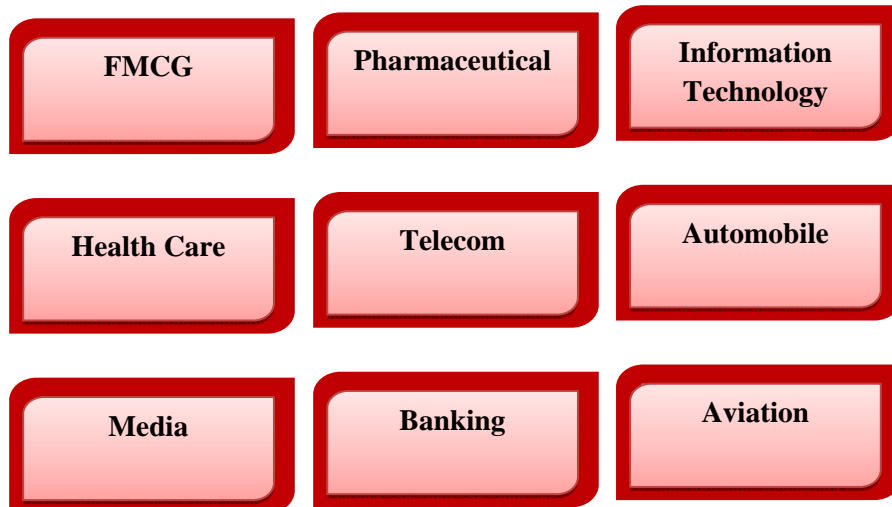 FMCG
Pharmaceutical
Information
Technology
Health Care
Telecom
Automobile
Media
Banking
Aviation